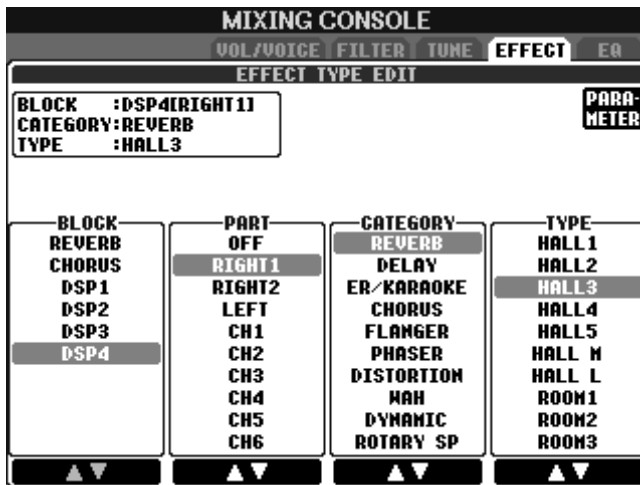 MIXING CONSOLE
VOL/VOICE FILTER TUNE EFFECT EQ
EFFECT TYPE EDIT
BLOCK :DSP4[RIGHT1]
CATEGORY:REVERB
TYPE :HALL3
PARA-
METER
BLOCK PART CATEGORY TYPE
REVERB OFF REVERB HALL1
CHORUS RIGHT1 DELAY HALL2
DSP1 RIGHT2 ER/KARAOKE HALL3
DSP2 LEFT CHORUS HALL4
DSP3 CH1 FLANGER HALL5
DSP4 CH2 PHASER HALL M
CH3 DISTORTION HALL L
CH4 WAH ROOM1
CH5 DYNAMIC ROOM2
CH6 ROTARY SP ROOM3